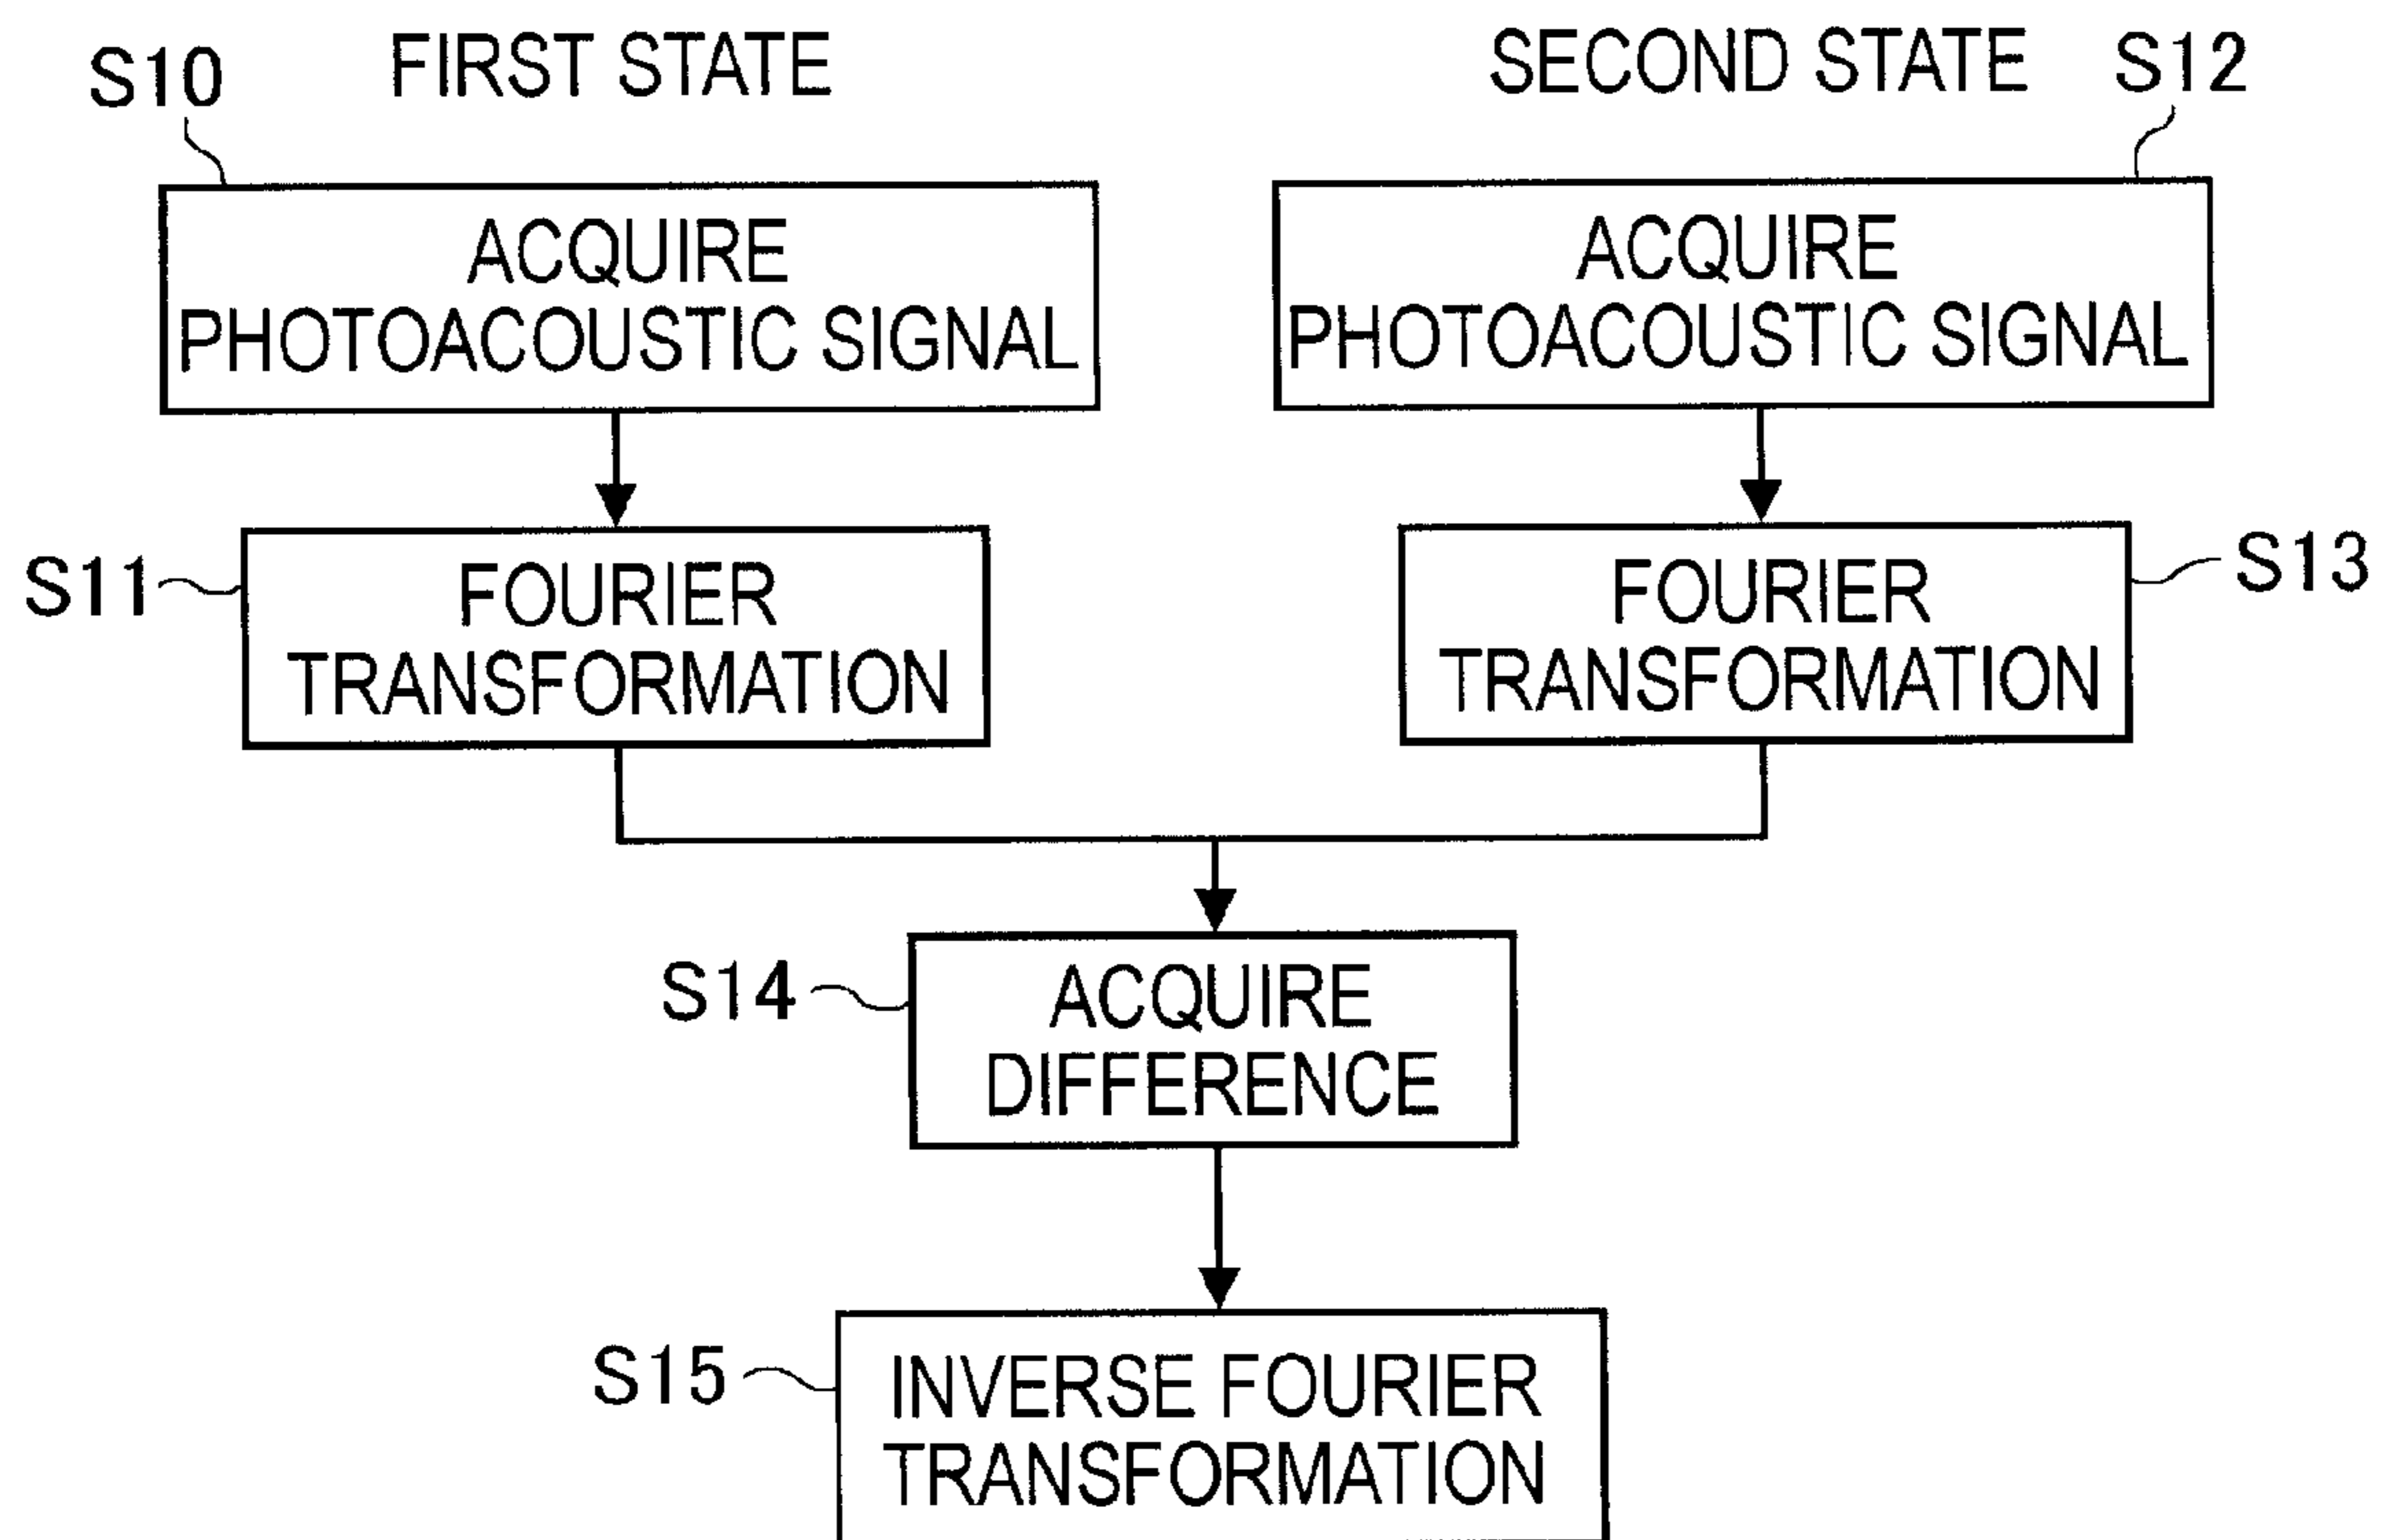 S10
FIRST STATE
SECOND STATE
S12
ACQUIRE
PHOTOACOUSTIC SIGNAL
ACQUIRE
PHOTOACOUSTIC SIGNAL
S11
FOURIER
TRANSFORMATION
FOURIER
TRANSFORMATION
S13
S14
ACQUIRE
DIFFERENCE
S15
INVERSE FOURIER
TRANSFORMATION